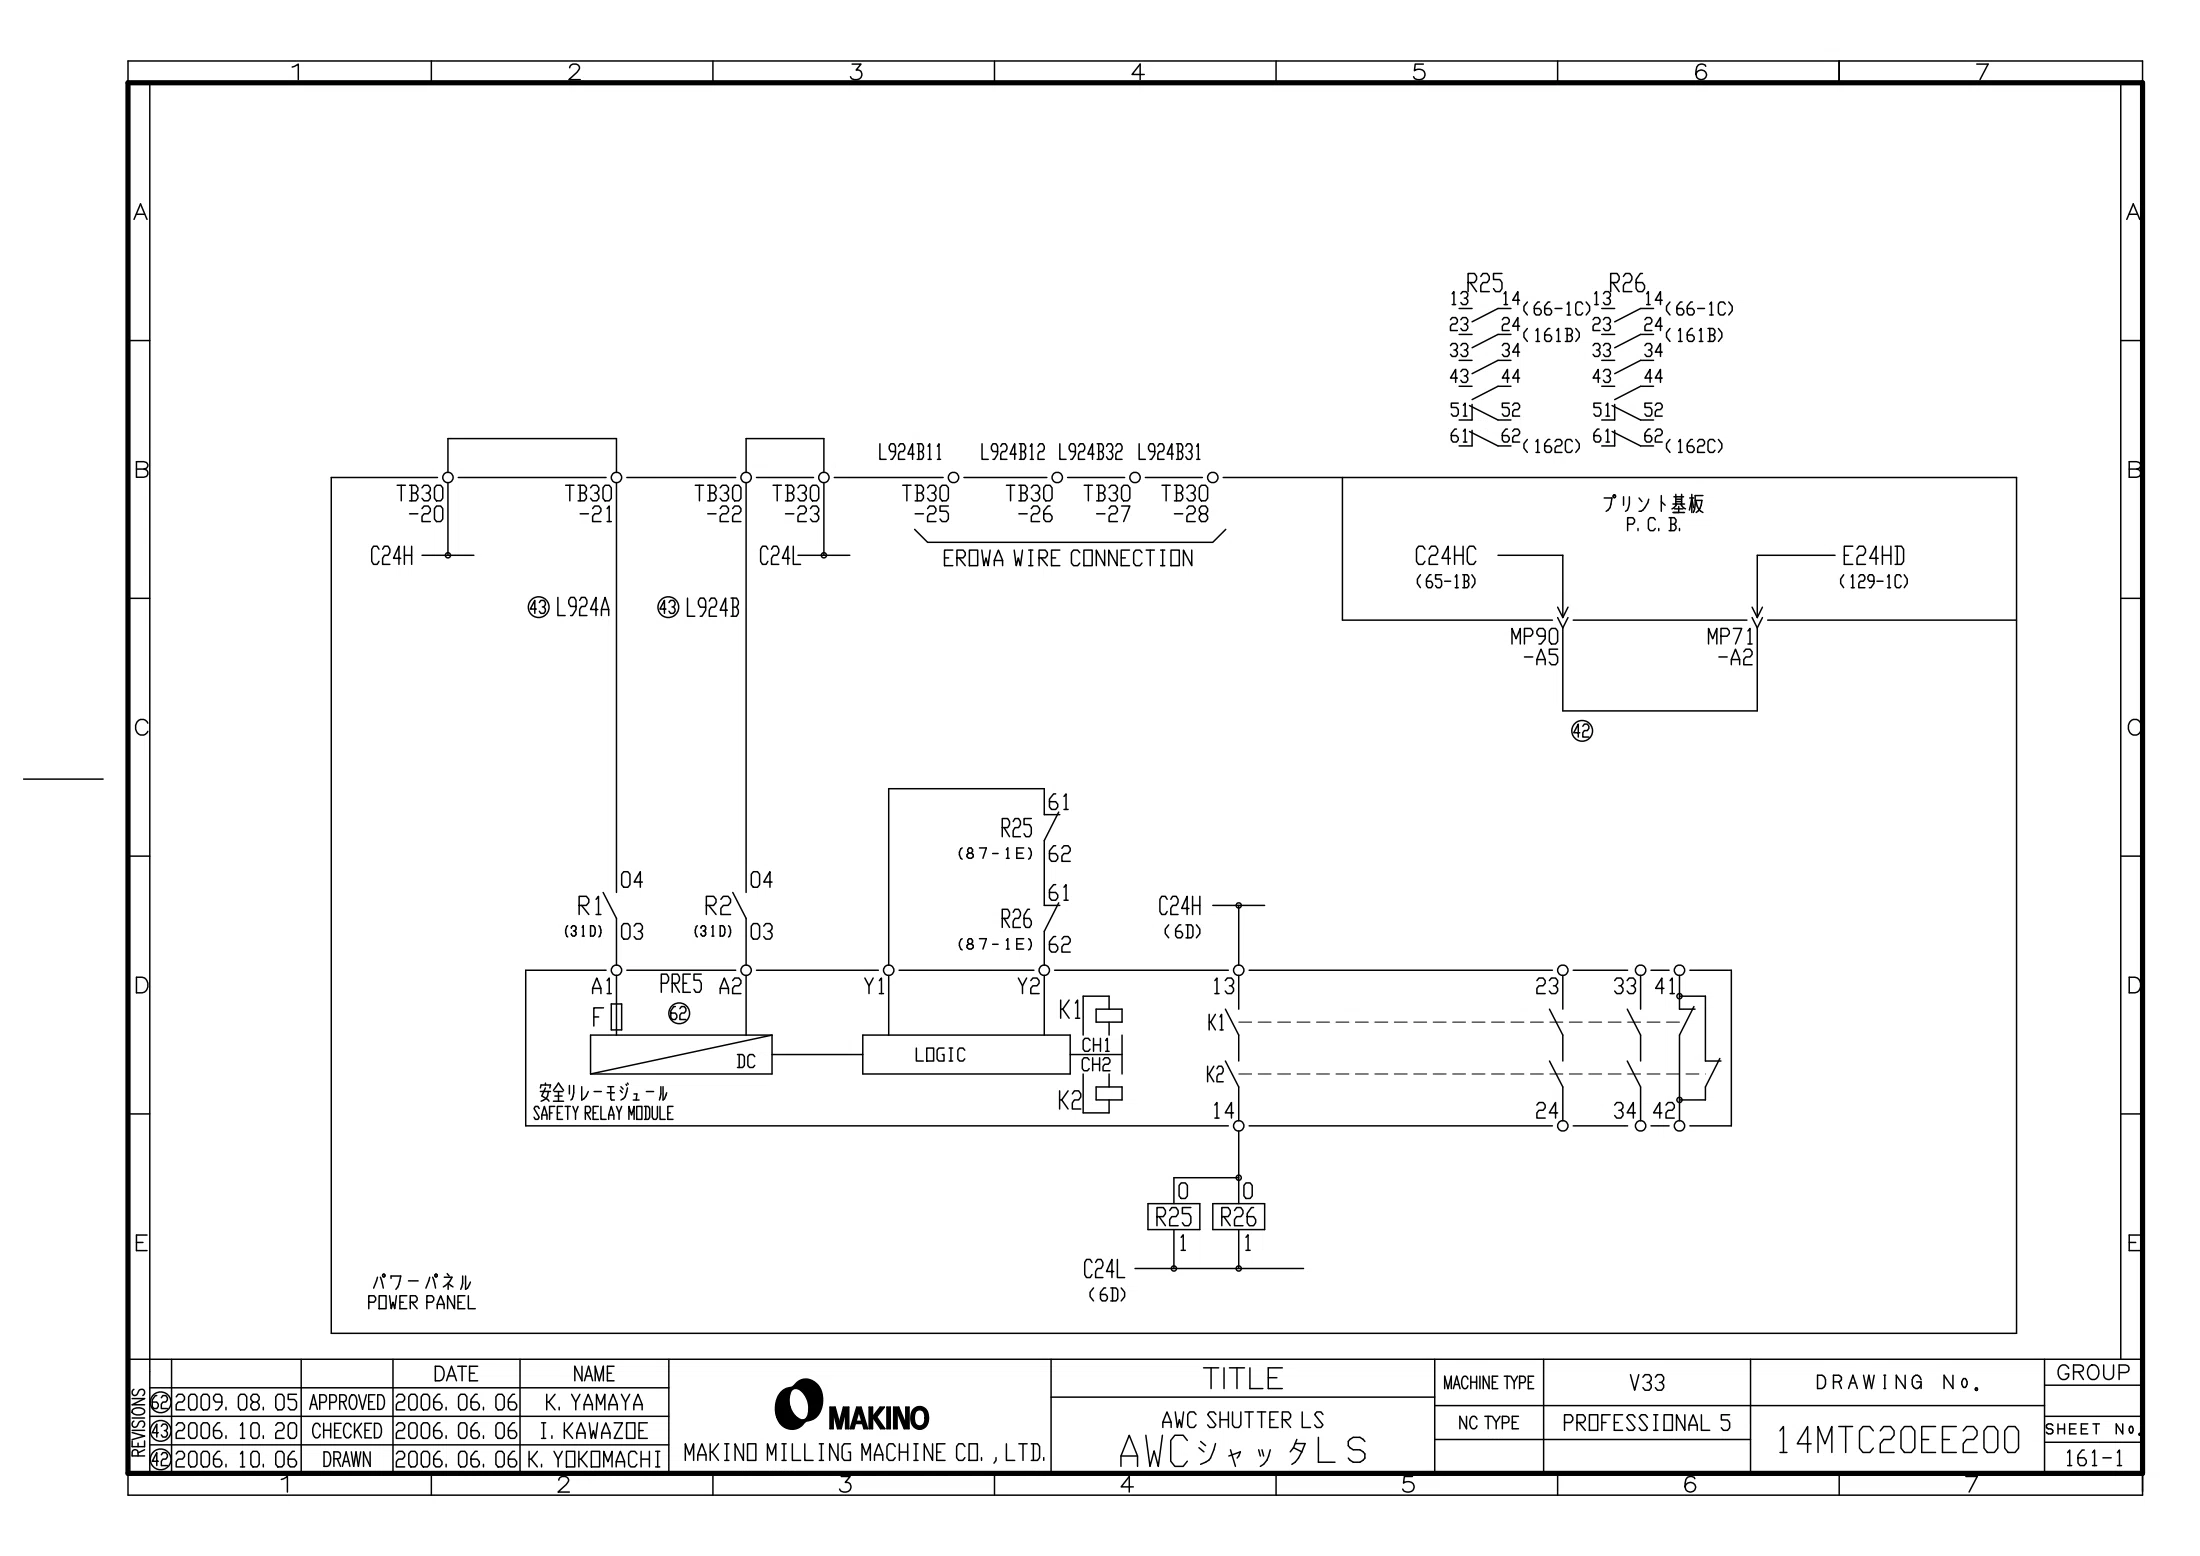 1 2 3 4 5 6 7
A A
R25 R26
13 14 (66-1C) 13 14 (66-1C)
23 24 (161B) 23 24 (161B)
33 34 33 34
43 44 43 44
51 52 51 52
61 62 (162C) 61 62 (162C)
L924B11 L924B12 L924B32 L924B31
B B
TB30 TB30 TB30 TB30 TB30 TB30 TB30 TB30
-20 -21 -22 -23 -25 -26 -27 -28
プリント基板
P. C. B.
C24H C24L EROWA WIRE CONNECTION C24HC E24HD
(65-1B) (129-1C)
43 L924A 43 L924B
MP90 MP71
-A5 -A2
C C
42
61
R25
(87-1E) 62
04 04 61
R1 R2 R26 C24H
(31D) 03 (31D) 03 (87-1E) 62 (6D)
D D
A1 PRE5 A2 Y1 Y2 13 23 33 41
F 62 K1 K1
CH1
DC LOGIC
CH2
K2 K2
安全リレーモジュール
SAFETY RELAY MODULE
14 24 34 42
0 0
R25 R26
1 1
E E
C24L
(6D)
パワーパネル
POWER PANEL
REVISIONS
DATE NAME
62 2009. 08. 05 APPROVED 2006. 06. 06 K. YAMAYA
43 2006. 10. 20 CHECKED 2006. 06. 06 I. KAWAZOE
42 2006. 10. 06 DRAWN 2006. 06. 06 K. YOKOMACHI
MAKINO
MAKINO MILLING MACHINE CO. ,LTD.
TITLE
AWC SHUTTER LS
AWCシャッタLS
MACHINE TYPE V33
NC TYPE PROFESSIONAL 5
DRAWING No.
14MTC20EE200
GROUP
SHEET No.
161-1
1 2 3 4 5 6 7